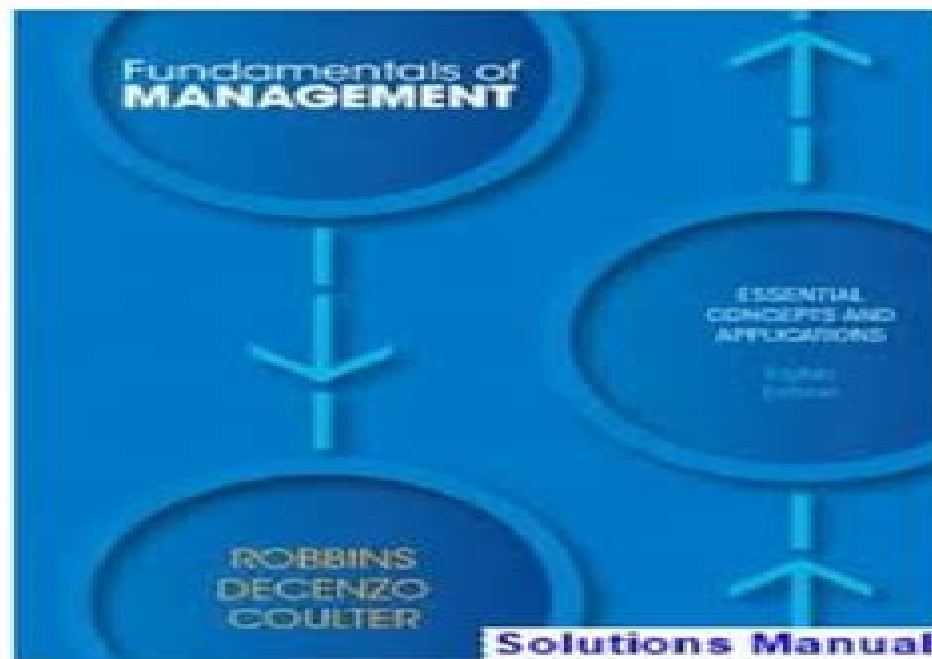 Fundamentals of
MANAGEMENT
ESSENTIAL
CONCEPTS AND
APPLICATIONS
ROBBINS
DECENZO
COULTER
Solutions Manual